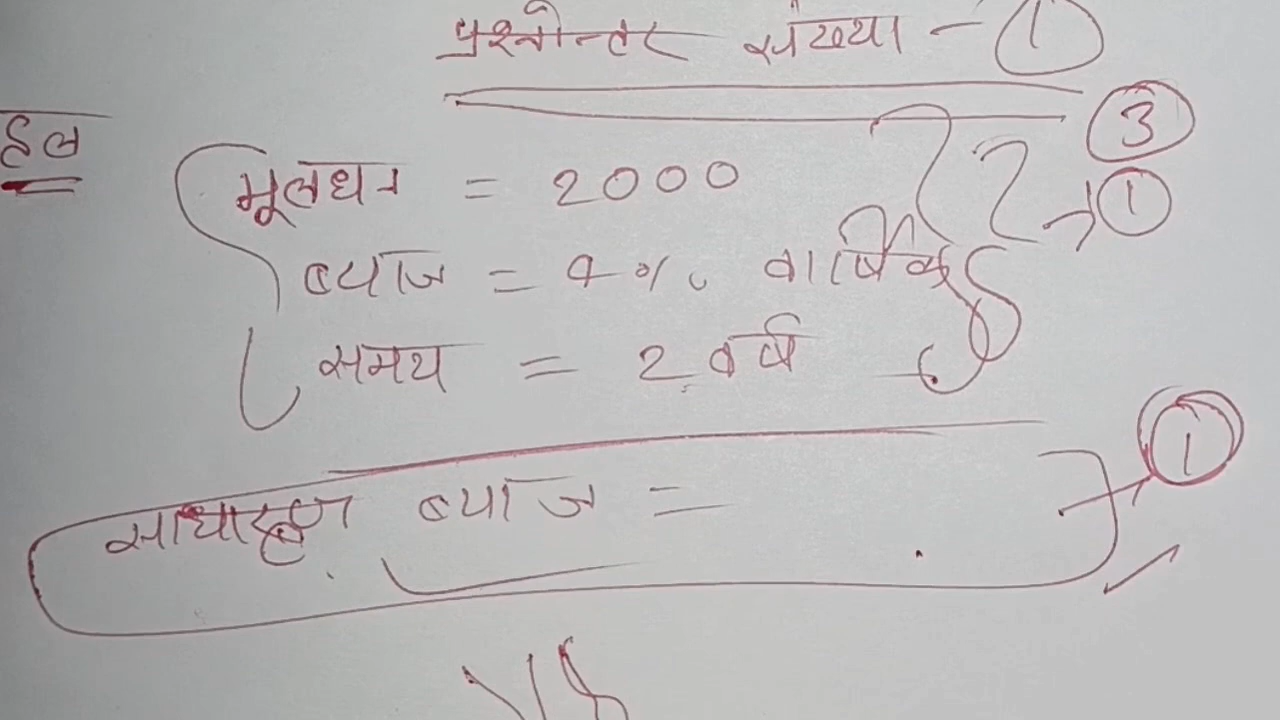 प्रश्नोन्तर संख्या - 1
3
हल
मूलधन = 2000
1
ब्याज = 4% वार्षिक
समय = 2 वर्ष
1
साधारण ब्याज =